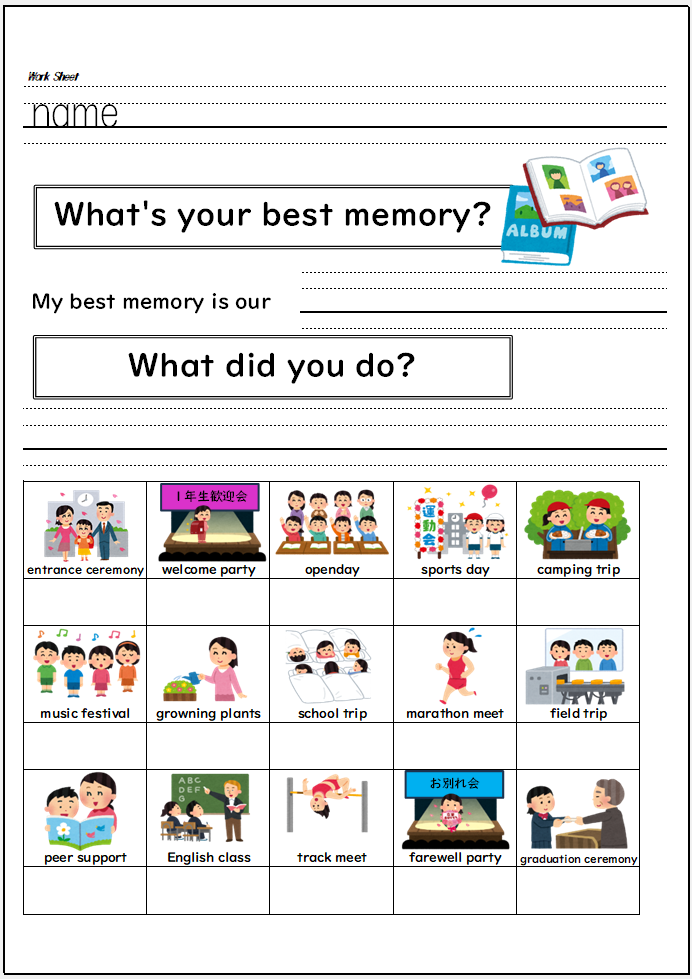 Work Sheet
name
What's your best memory?
ALBUM
My best memory is our
What did you do?
1年生歓迎会
運動会
entrance ceremony welcome party openday sports day camping trip
music festival growning plants school trip marathon meet field trip
ABC
DEF
G
お別れ会
peer support English class track meet farewell party graduation ceremony